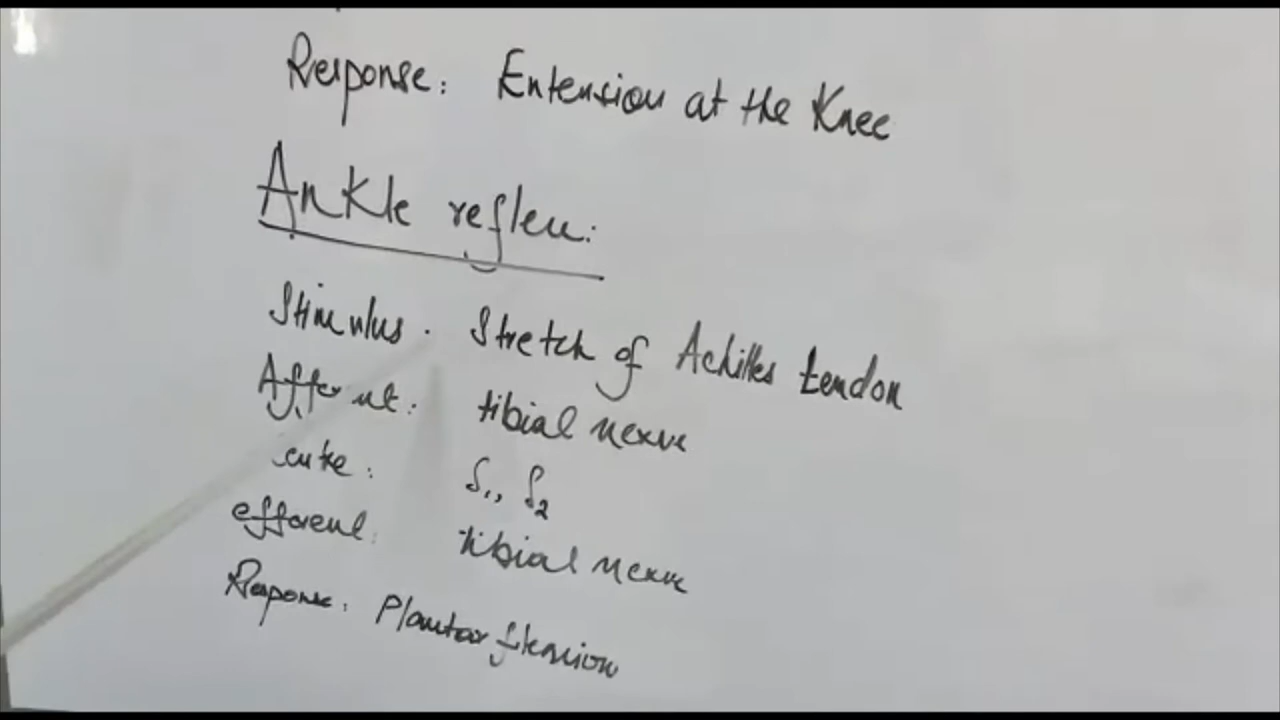 Response: Extension at the Knee
Ankle reflex:
Stimulus: Stretch of Achilles tendon
Afferent: tibial nerve
centre: S1, S2
efferent: tibial nerve
Response: Plantar flexion